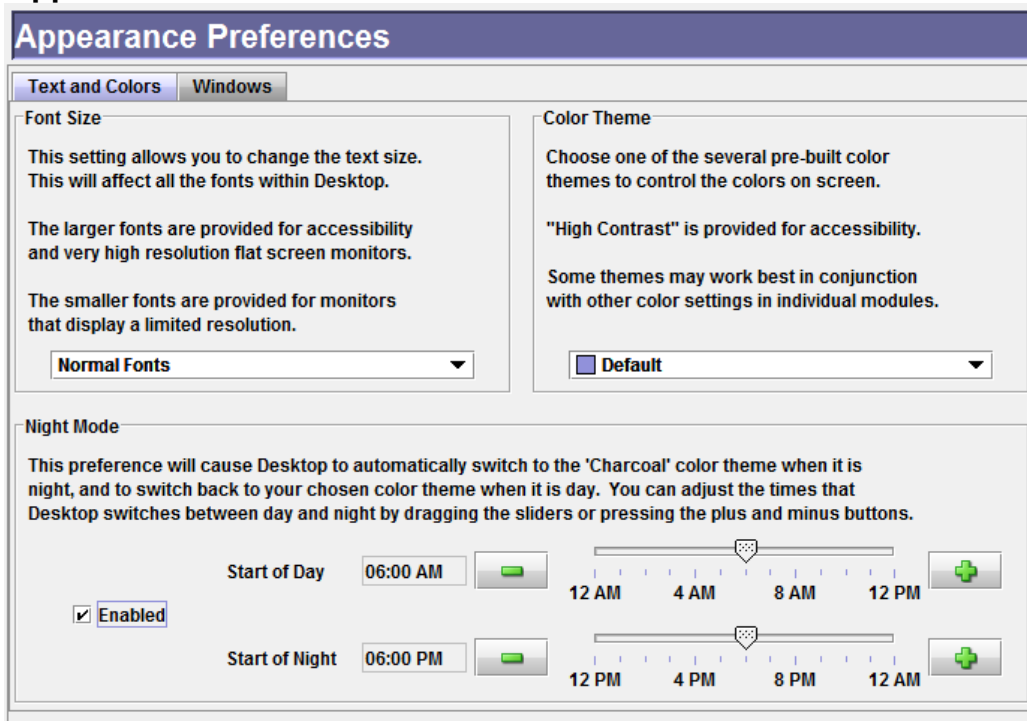 Appearance Preferences
Text and Colors
Windows
Font Size
This setting allows you to change the text size.
This will affect all the fonts within Desktop.
The larger fonts are provided for accessibility
and very high resolution flat screen monitors.
The smaller fonts are provided for monitors
that display a limited resolution.
Normal Fonts
Color Theme
Choose one of the several pre-built color
themes to control the colors on screen.
"High Contrast" is provided for accessibility.
Some themes may work best in conjunction
with other color settings in individual modules.
Default
Night Mode
This preference will cause Desktop to automatically switch to the 'Charcoal' color theme when it is
night, and to switch back to your chosen color theme when it is day. You can adjust the times that
Desktop switches between day and night by dragging the sliders or pressing the plus and minus buttons.
Enabled
Start of Day 06:00 AM
12 AM 4 AM 8 AM 12 PM
Start of Night 06:00 PM
12 PM 4 PM 8 PM 12 AM